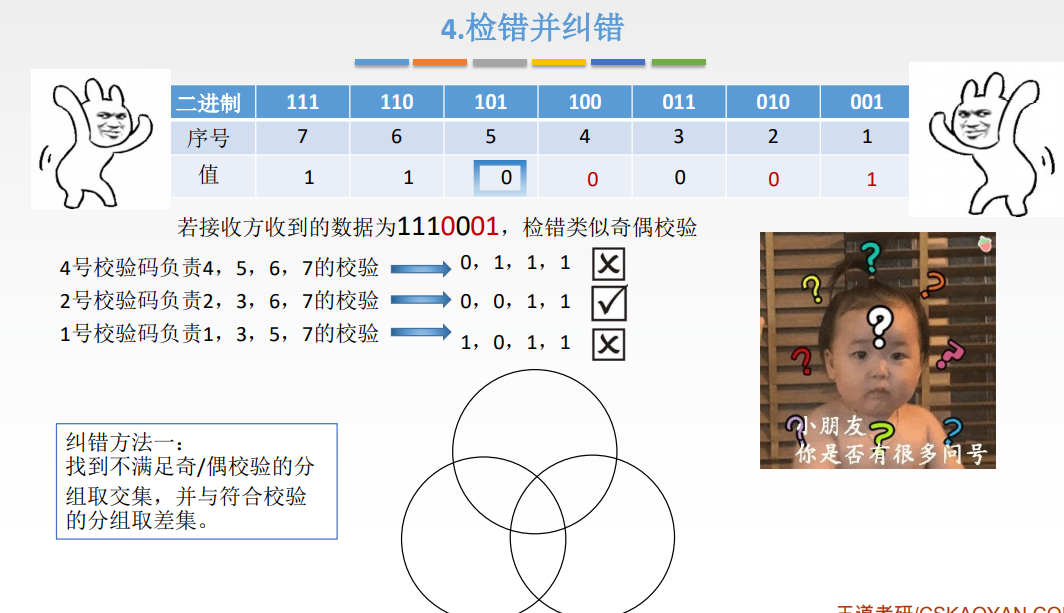 4.检错并纠错
二进制 111 110 101 100 011 010 001
序号 7 6 5 4 3 2 1
值 1 1 0 0 0 0 1
若接收方收到的数据为1110001，检错类似奇偶校验
4号校验码负责4，5，6，7的校验 0，1，1，1
2号校验码负责2，3，6，7的校验 0，0，1，1
1号校验码负责1，3，5，7的校验 1，0，1，1
小朋友
你是否有很多问号
纠错方法一：
找到不满足奇/偶校验的分
组取交集，并与符合校验
的分组取差集。
王道考研/CSKAOYAN.CO